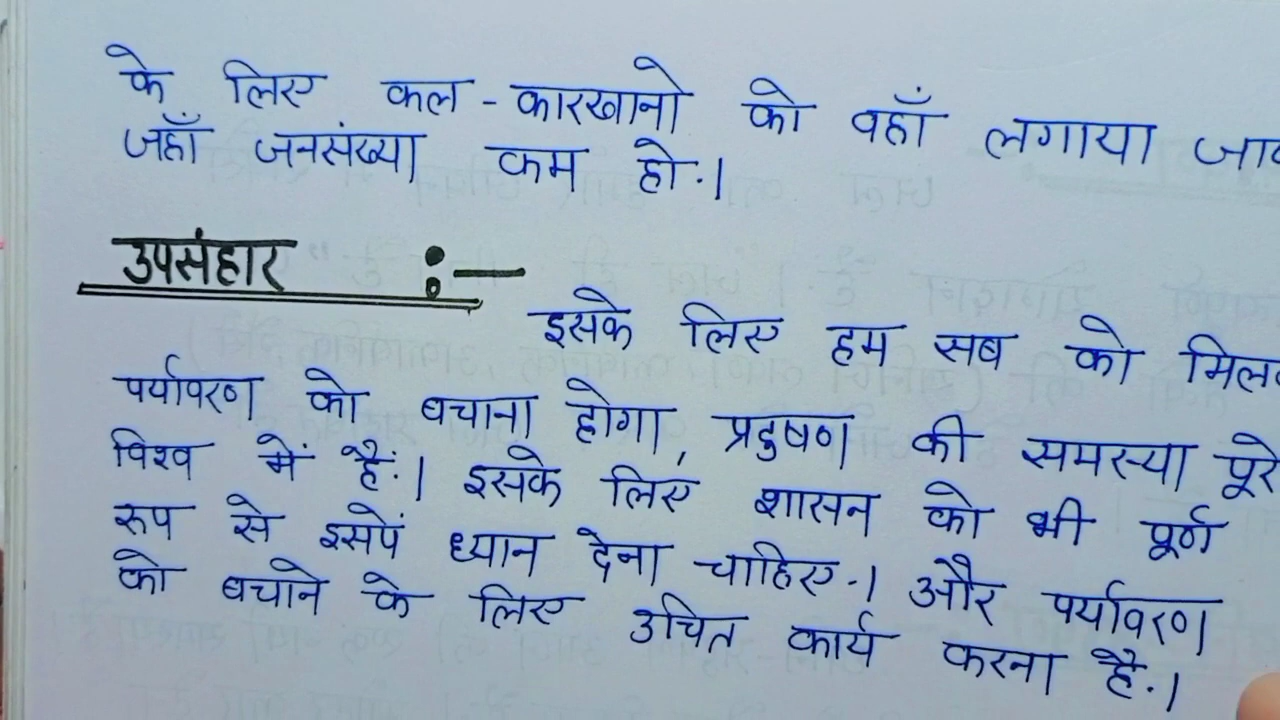 के लिए कल-कारखानो को वहाँ लगाया
जहाँ जनसंख्या कम हो।
उपसंहार :-
इसके लिए हम सब को
पर्यावरण को बचाना होगा, प्रदुषण की समस्या पूरे
विश्व में हैं। इसके लिए शासन को भी पूर्ण
रूप से इसपें ध्यान देना चाहिए। और पर्यावरण
को बचाने के लिए उचित कार्य करना है।